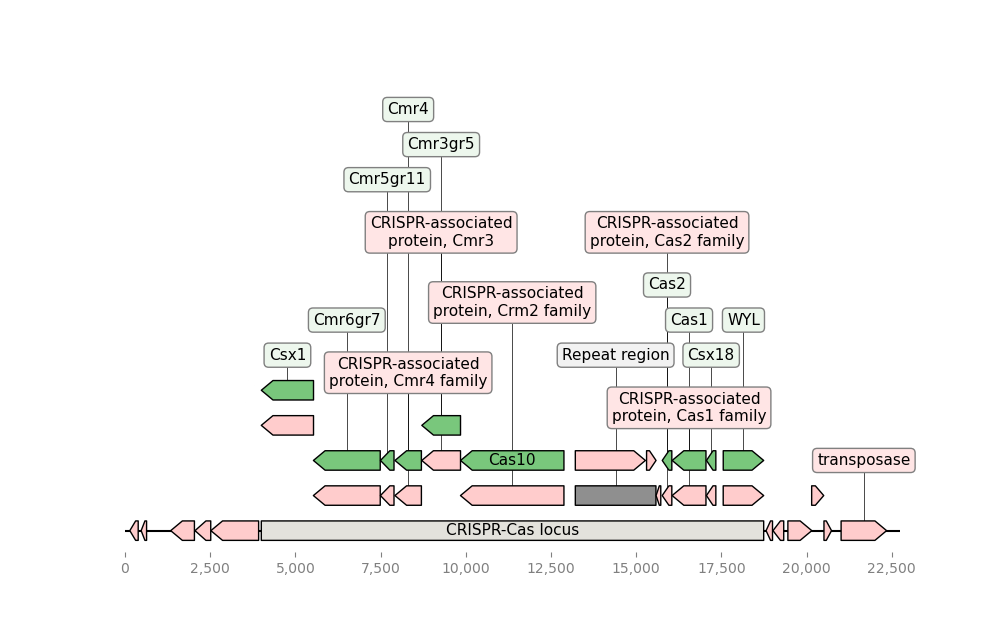 Cmr4
Cmr3gr5
Cmr5gr11
CRISPR-associated
protein, Cmr3
CRISPR-associated
protein, Cas2 family
Cas2
CRISPR-associated
protein, Crm2 family
Cmr6gr7
Cas1
WYL
Csx1
Repeat region
Csx18
CRISPR-associated
protein, Cmr4 family
CRISPR-associated
protein, Cas1 family
Cas10
transposase
CRISPR-Cas locus
0 2,500 5,000 7,500 10,000 12,500 15,000 17,500 20,000 22,500